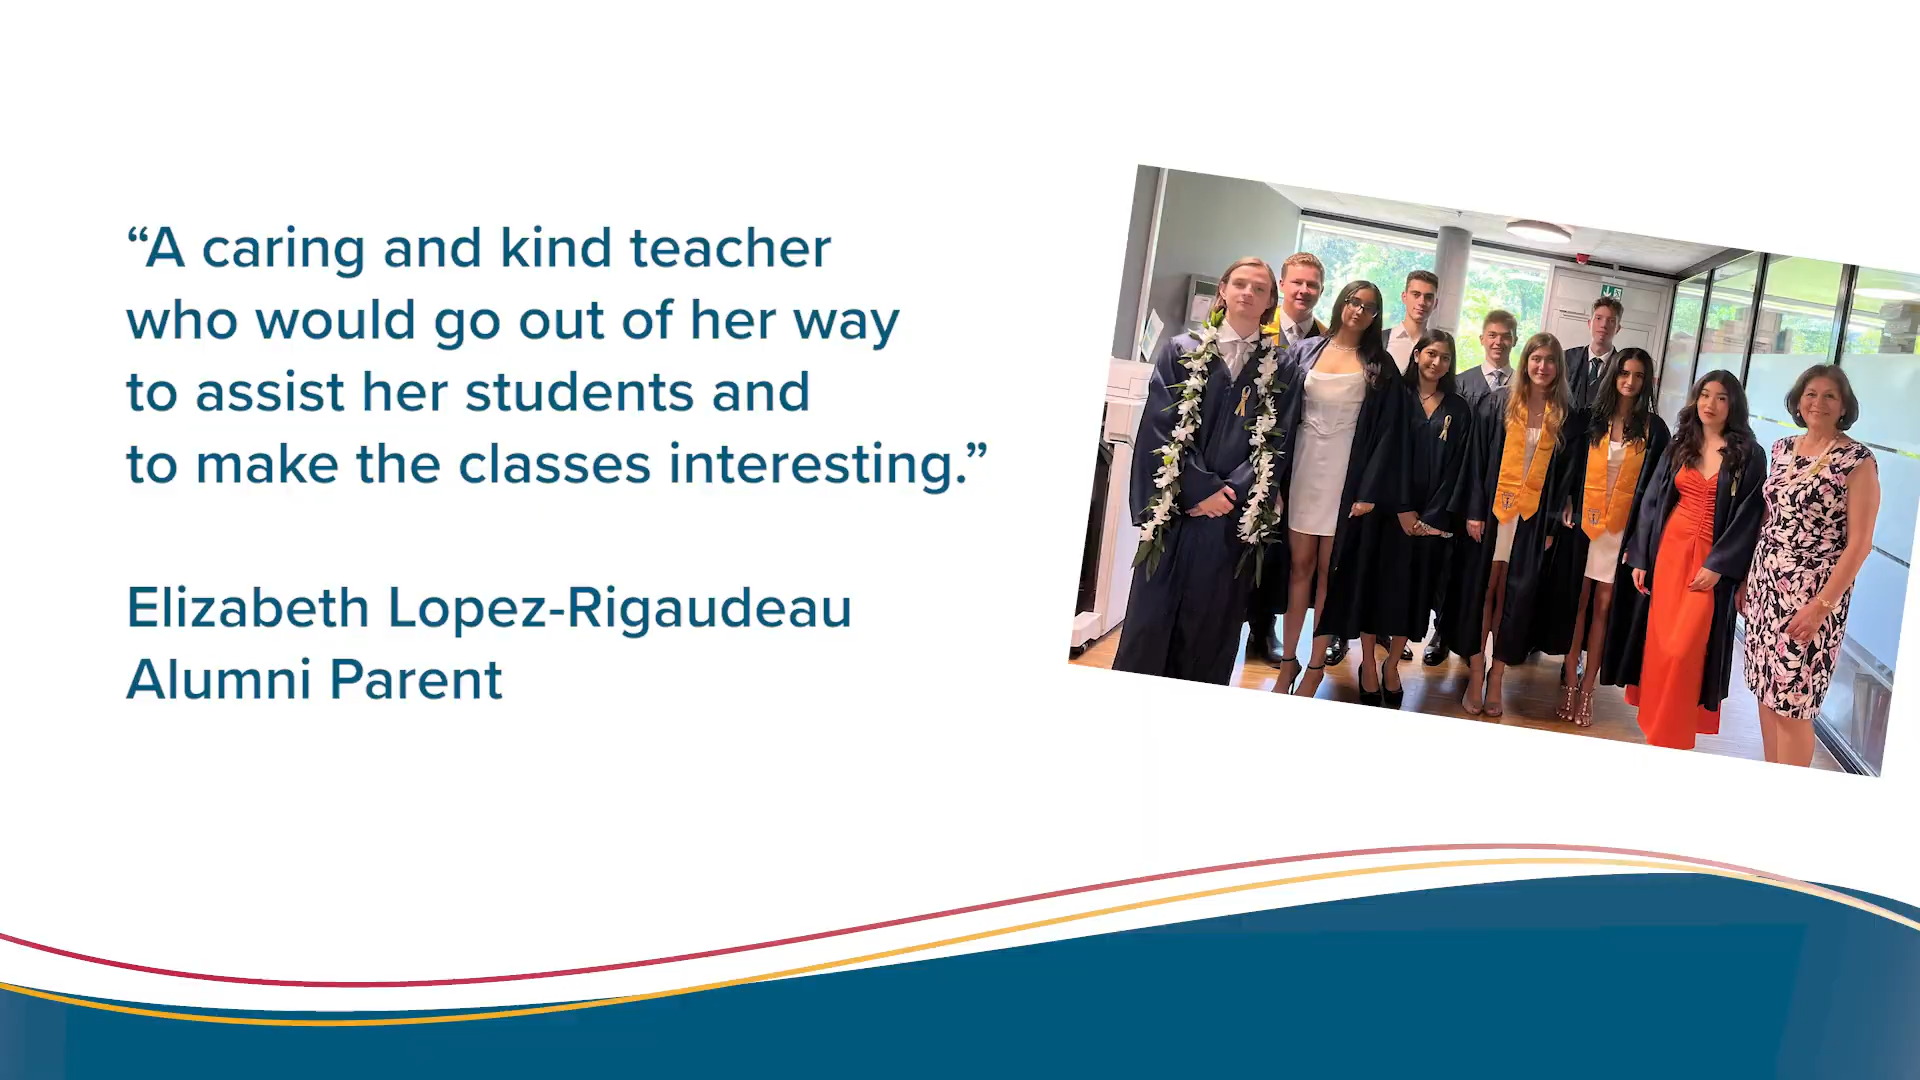 “A caring and kind teacher
who would go out of her way
to assist her students and
to make the classes interesting.”
Elizabeth Lopez-Rigaudeau
Alumni Parent